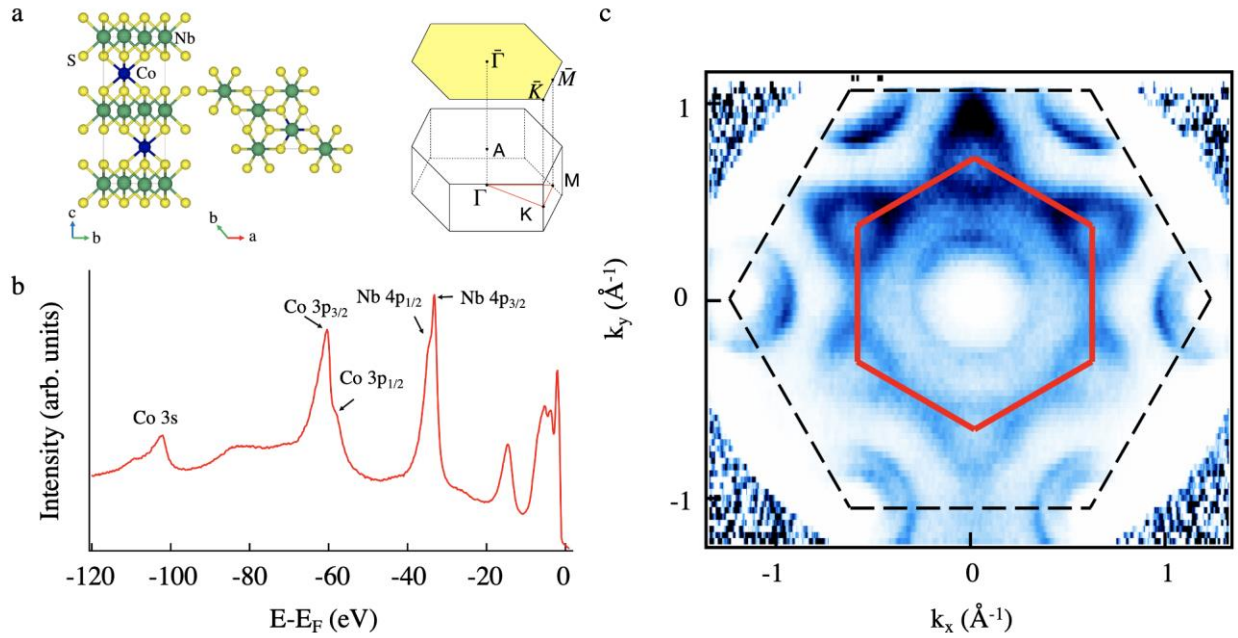 a
Nb
S
Co
c
b
b
a
Γ̄
M̄
K̄
A
M
Γ
K
b
Intensity (arb. units)
Co 3s
Co 3p3/2
Co 3p1/2
Nb 4p1/2
Nb 4p3/2
-120 -100 -80 -60 -40 -20 0
E-EF (eV)
c
ky (Å-1)
1
0
-1
-1 0 1
kx (Å-1)